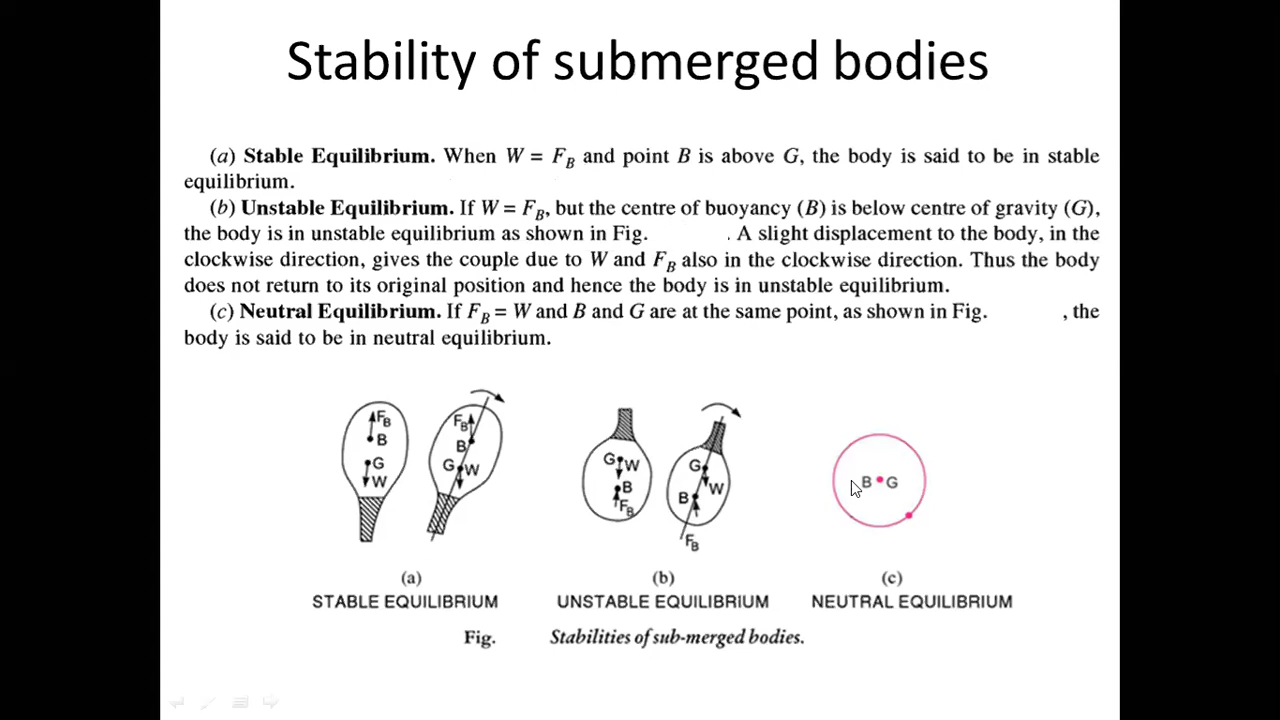 Stability of submerged bodies
(a) Stable Equilibrium. When W = F_B and point B is above G, the body is said to be in stable
equilibrium.
(b) Unstable Equilibrium. If W = F_B, but the centre of buoyancy (B) is below centre of gravity (G),
the body is in unstable equilibrium as shown in Fig. . A slight displacement to the body, in the
clockwise direction, gives the couple due to W and F_B also in the clockwise direction. Thus the body
does not return to its original position and hence the body is in unstable equilibrium.
(c) Neutral Equilibrium. If F_B = W and B and G are at the same point, as shown in Fig. , the
body is said to be in neutral equilibrium.
F_B
B
G
W
F_B
B
G W
G W
B
F_B
G
W
B
F_B
B G
(a)
STABLE EQUILIBRIUM
(b)
UNSTABLE EQUILIBRIUM
(c)
NEUTRAL EQUILIBRIUM
Fig. Stabilities of sub-merged bodies.